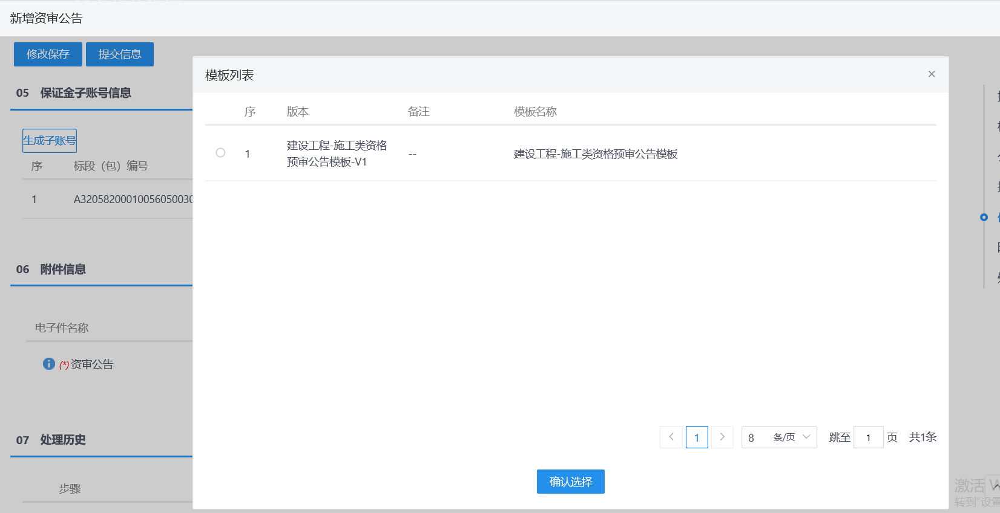 新增资审公告
修改保存 提交信息
05 保证金子账号信息
生成子账号
序 标段（包）编号
1 A32058200010056050030
06 附件信息
电子件名称
(*)资审公告
07 处理历史
步骤
模板列表
序 版本 备注 模板名称
1 建设工程-施工类资格预审公告模板-V1 -- 建设工程-施工类资格预审公告模板
1 8 条/页 跳至 1 页 共1条
确认选择
激活 W
转到"设置